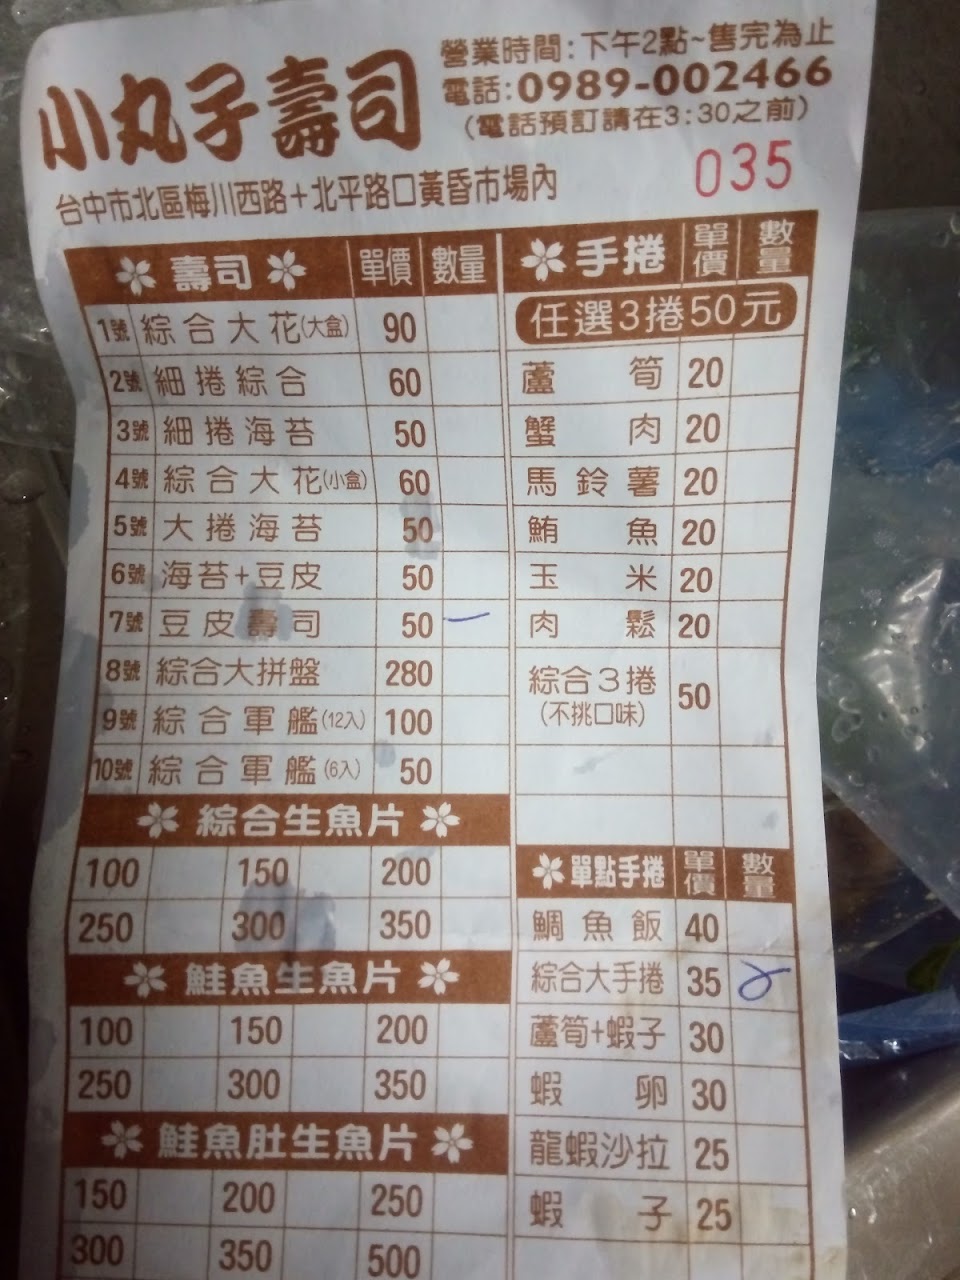 小丸子壽司
營業時間:下午2點~售完為止
電話:0989-002466
(電話預訂請在3:30之前)
台中市北區梅川西路+北平路口黃昏市場內
035
壽司 單價 數量
1號 綜合大花(大盒) 90
2號 細捲綜合 60
3號 細捲海苔 50
4號 綜合大花(小盒) 60
5號 大捲海苔 50
6號 海苔+豆皮 50
7號 豆皮壽司 50 一
8號 綜合大拼盤 280
9號 綜合軍艦(12入) 100
10號 綜合軍艦(6入) 50
綜合生魚片
100 150 200
250 300 350
鮭魚生魚片
100 150 200
250 300 350
鮭魚肚生魚片
150 200 250
300 350 500
手捲 單價 數量
任選3捲50元
蘆筍 20
蟹肉 20
馬鈴薯 20
鮪魚 20
玉米 20
肉鬆 20
綜合3捲 50
(不挑口味)
單點手捲 單價 數量
鯛魚飯 40
綜合大手捲 35
蘆筍+蝦子 30
蝦卵 30
龍蝦沙拉 25
蝦子 25